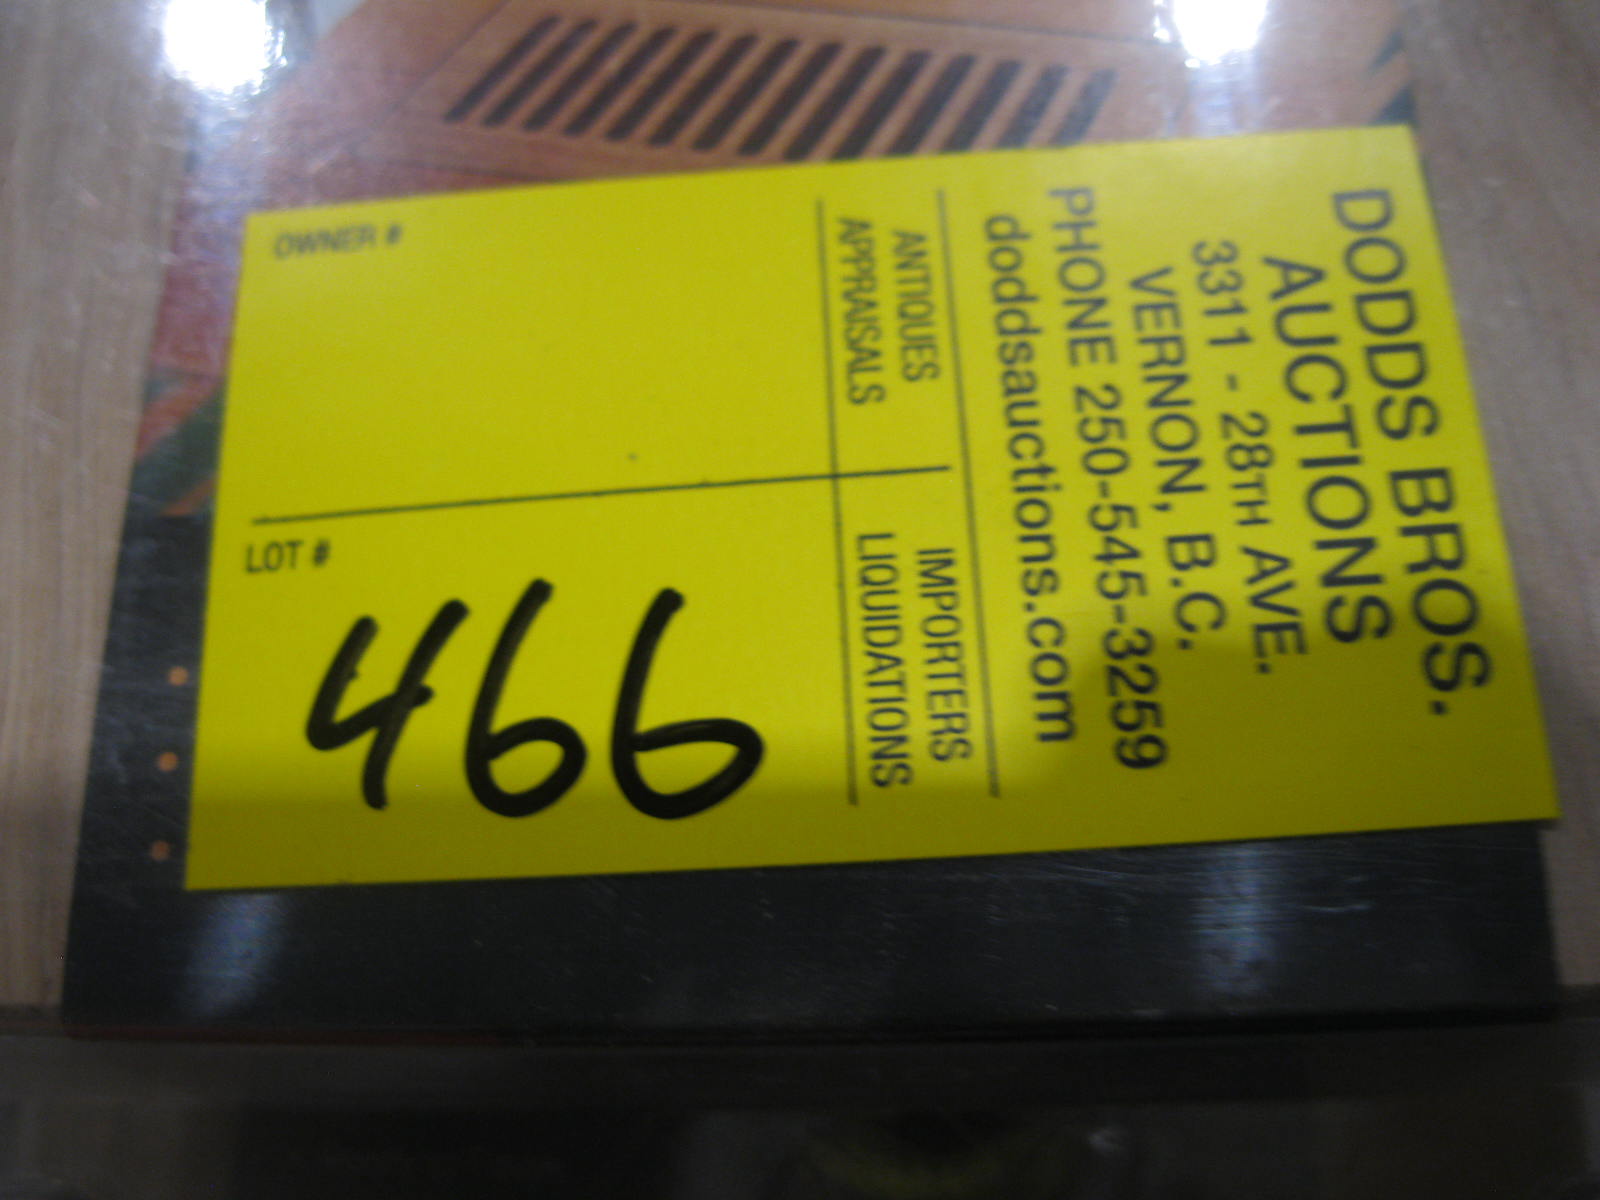 DODDS BROS.
AUCTIONS
3311 - 28TH AVE.
VERNON, B.C.
PHONE 250-545-3259
doddsauctions.com
ANTIQUES
APPRAISALS
IMPORTERS
LIQUIDATIONS
OWNER #
LOT #
466